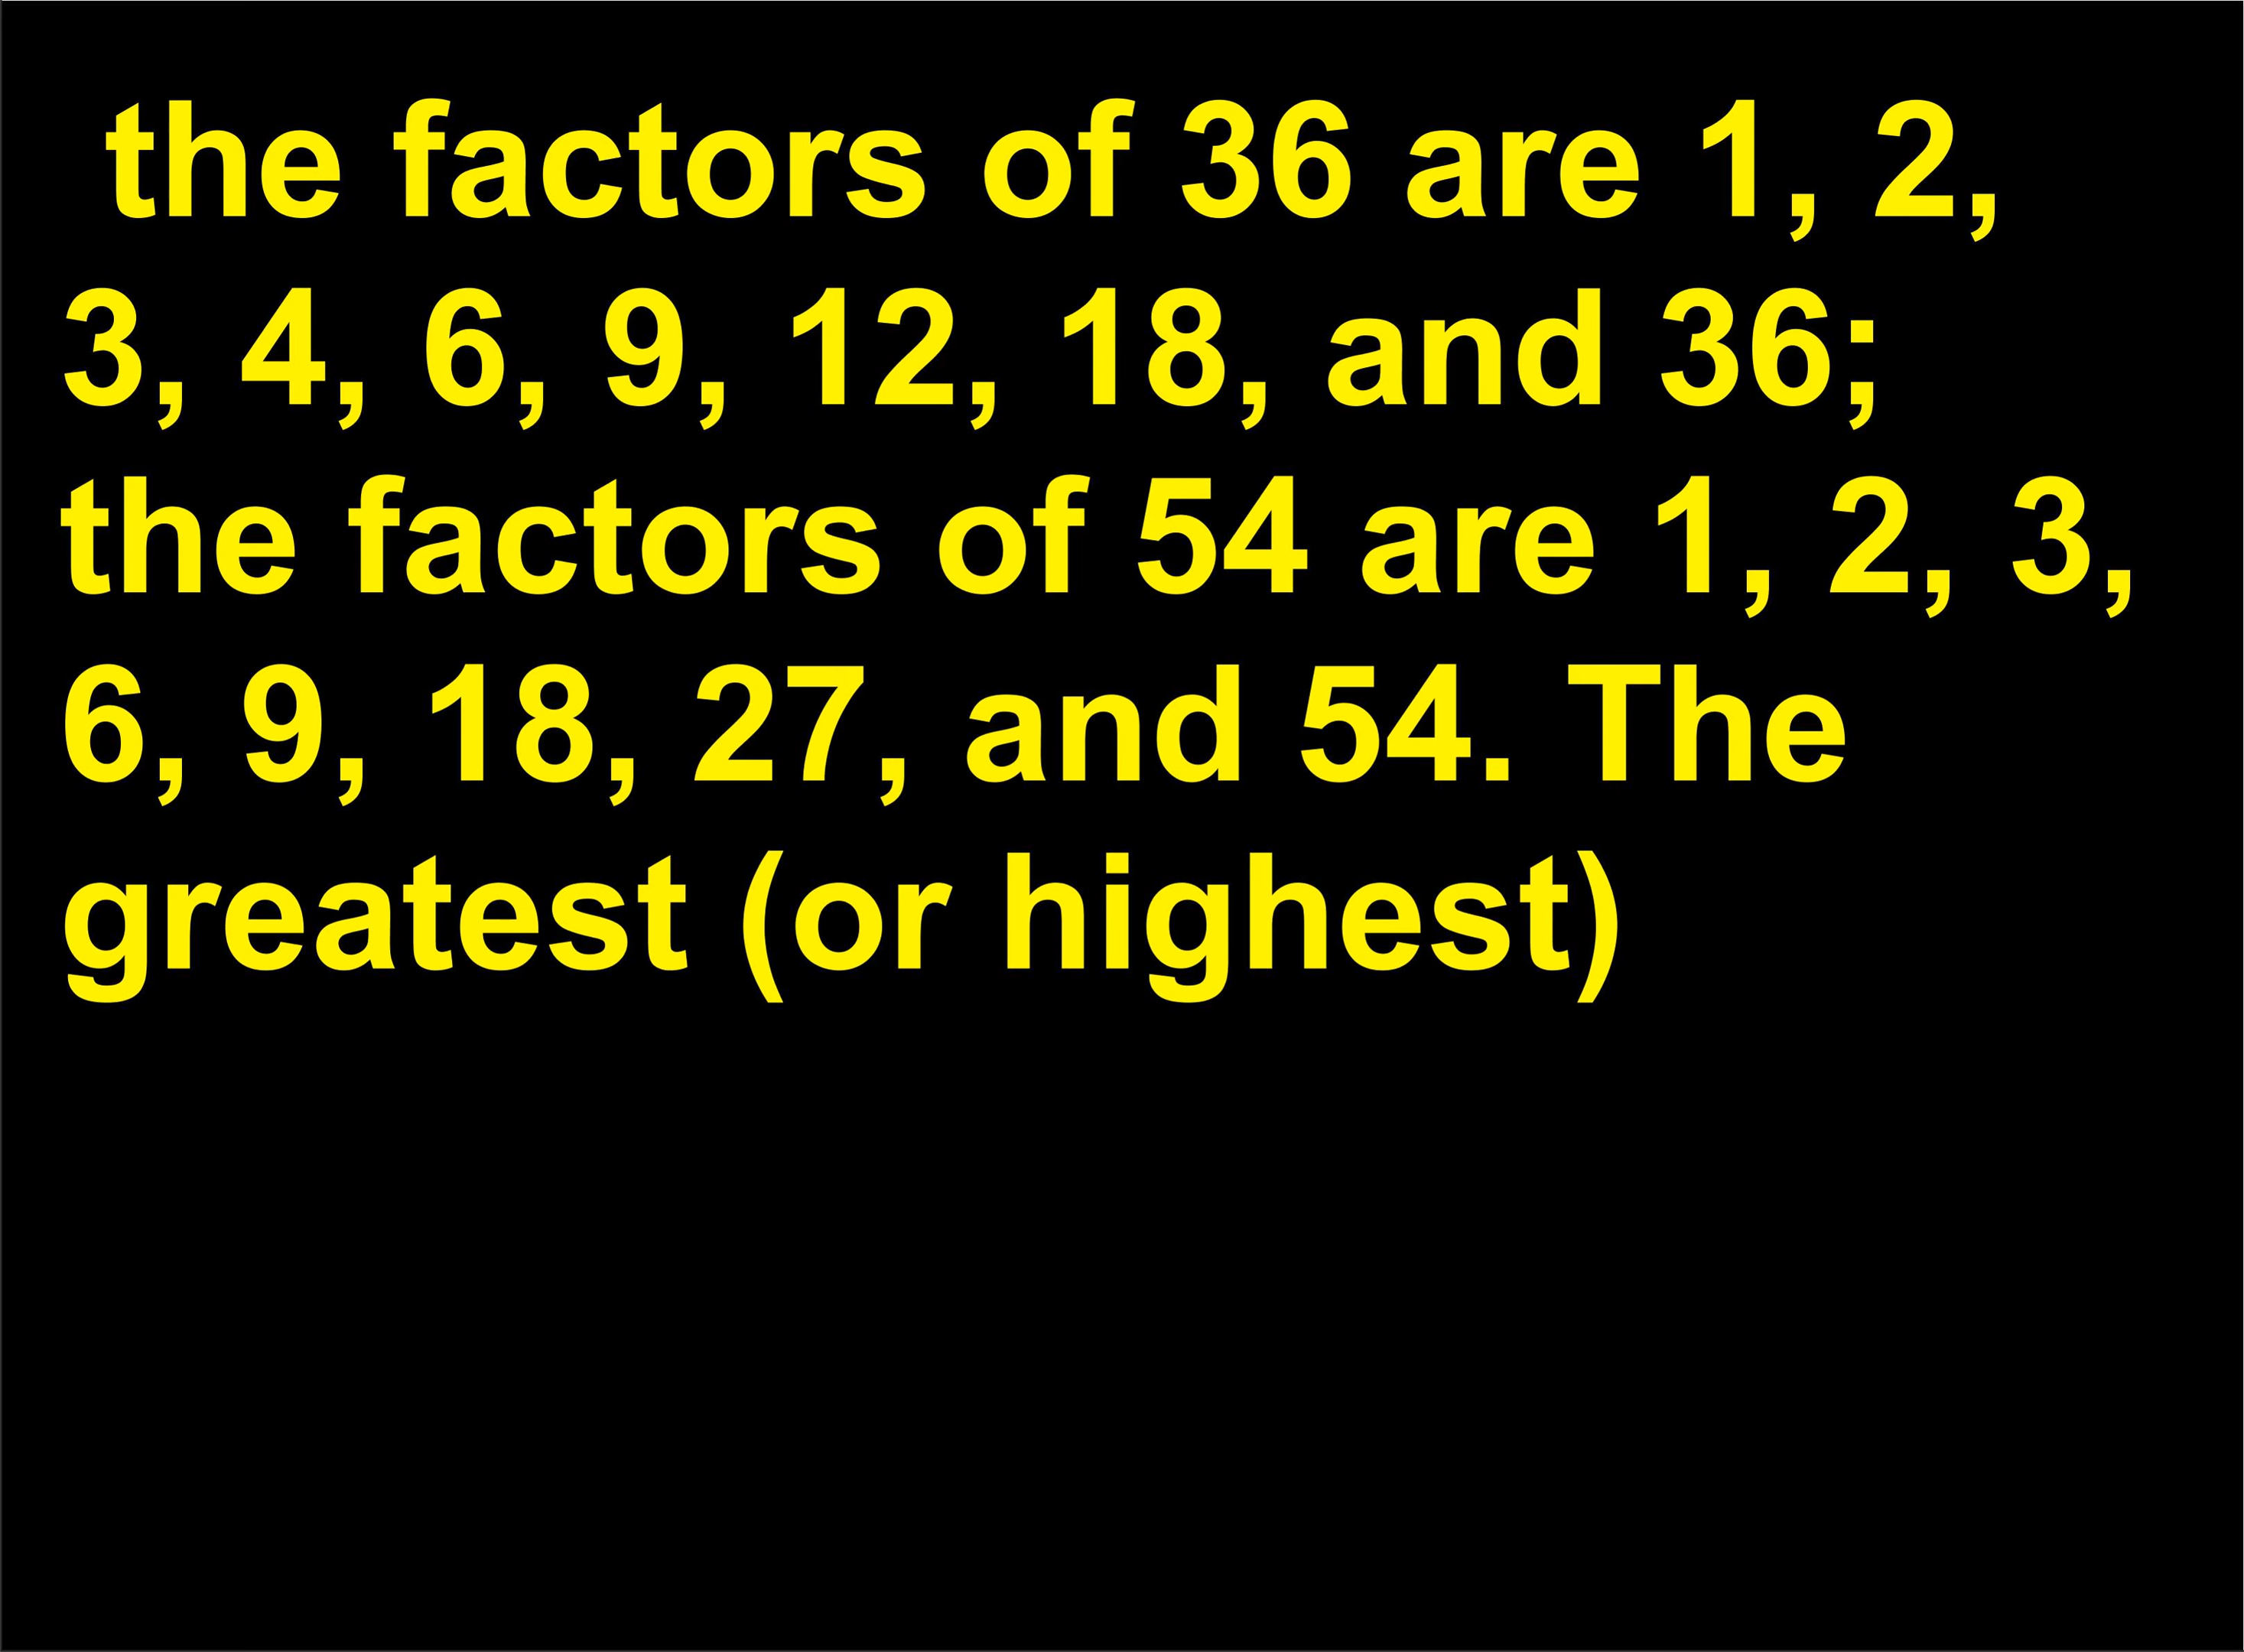 the factors of 36 are 1, 2,
3, 4, 6, 9, 12, 18, and 36;
the factors of 54 are 1, 2, 3,
6, 9, 18, 27, and 54. The
greatest (or highest)